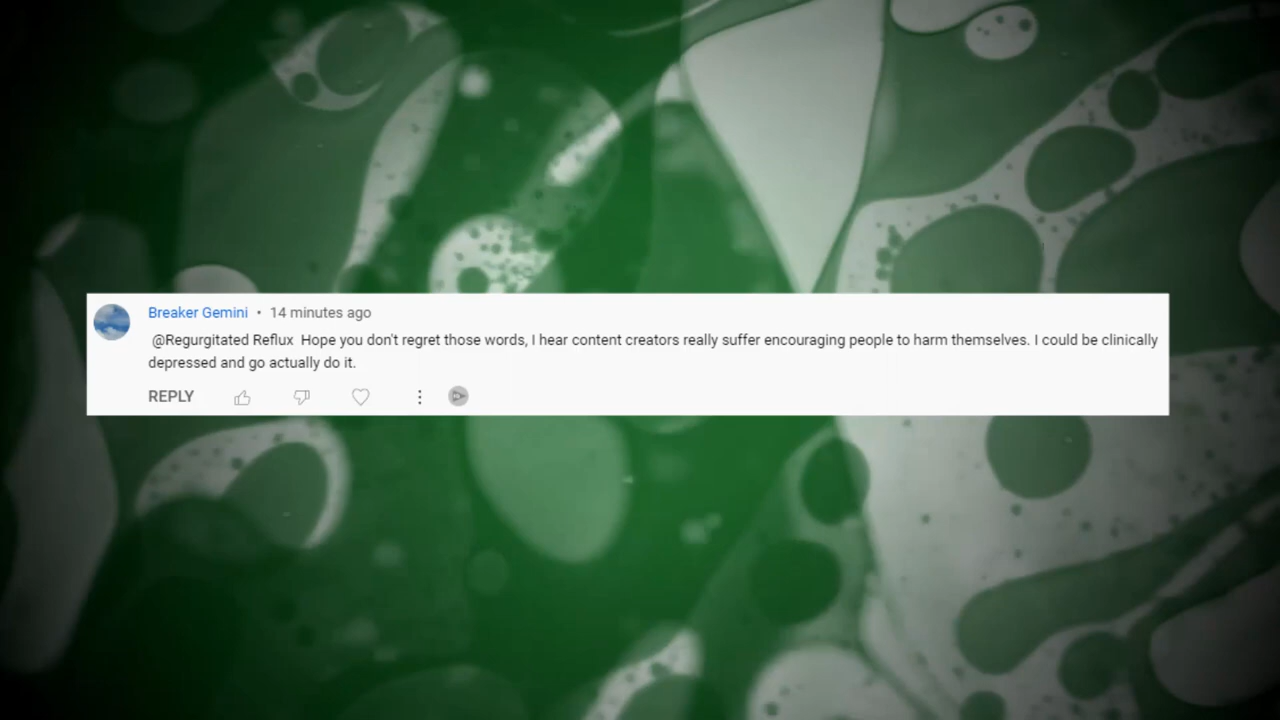 Breaker Gemini • 14 minutes ago
@Regurgitated Reflux Hope you don't regret those words, I hear content creators really suffer encouraging people to harm themselves. I could be clinically
depressed and go actually do it.
REPLY